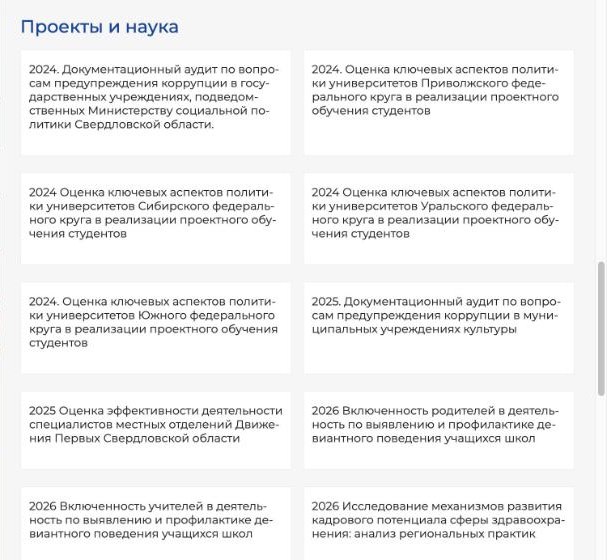 Проекты и наука
2024. Документационный аудит по вопро-
сам предупреждения коррупции в госу-
дарственных учреждениях, подведом-
ственных Министерству социальной по-
литики Свердловской области.
2024. Оценка ключевых аспектов полити-
ки университетов Приволжского феде-
рального круга в реализации проектного
обучения студентов
2024 Оценка ключевых аспектов полити-
ки университетов Сибирского федераль-
ного круга в реализации проектного обу-
чения студентов
2024 Оценка ключевых аспектов полити-
ки университетов Уральского федераль-
ного круга в реализации проектного обу-
чения студентов
2024. Оценка ключевых аспектов полити-
ки университетов Южного федерального
круга в реализации проектного обучения
студентов
2025. Документационный аудит по вопро-
сам предупреждения коррупции в муни-
ципальных учреждениях культуры
2025 Оценка эффективности деятельности
специалистов местных отделений Движе-
ния Первых Свердловской области
2026 Включенность родителей в деятель-
ность по выявлению и профилактике де-
виантного поведения учащихся школ
2026 Включенность учителей в деятель-
ность по выявлению и профилактике де-
виантного поведения учащихся школ
2026 Исследование механизмов развития
кадрового потенциала сферы здравоохра-
нения: анализ региональных практик